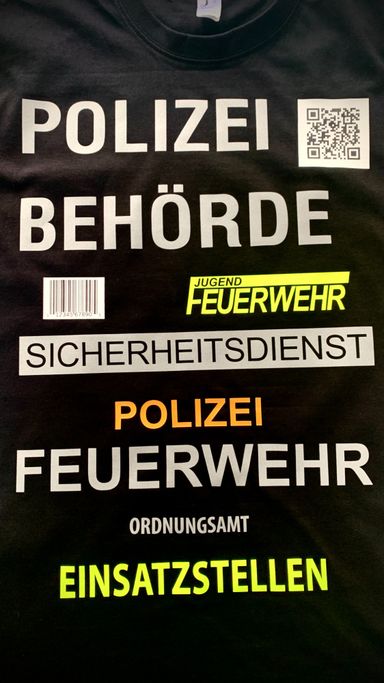 POLIZEI
BEHÖRDE
JUGEND
FEUERWEHR
SICHERHEITSDIENST
POLIZEI
FEUERWEHR
ORDNUNGSAMT
EINSATZSTELLEN